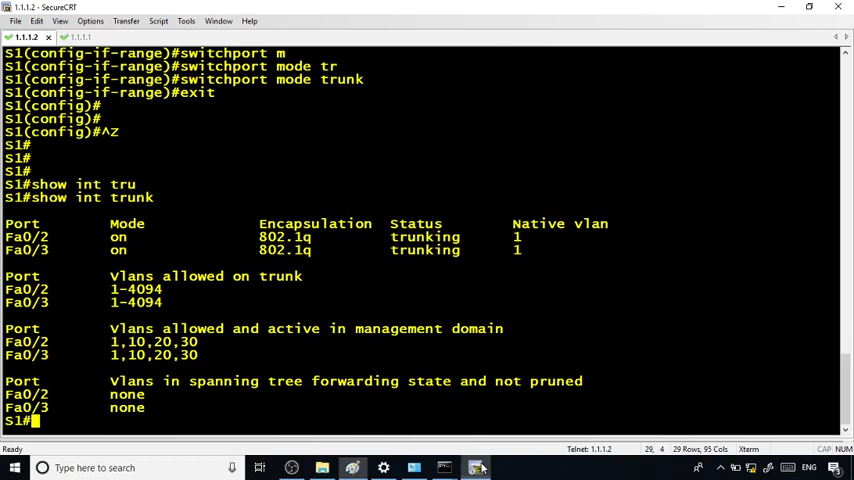 1.1.1.2 - SecureCRT
File Edit View Options Transfer Script Tools Window Help
1.1.1.2 1.1.1.1
S1(config-if-range)#switchport m
S1(config-if-range)#switchport mode tr
S1(config-if-range)#switchport mode trunk
S1(config-if-range)#exit
S1(config)#
S1(config)#
S1(config)#^Z
S1#
S1#
S1#
S1#show int tru
S1#show int trunk
Port Mode Encapsulation Status Native vlan
Fa0/2 on 802.1q trunking 1
Fa0/3 on 802.1q trunking 1
Port Vlans allowed on trunk
Fa0/2 1-4094
Fa0/3 1-4094
Port Vlans allowed and active in management domain
Fa0/2 1,10,20,30
Fa0/3 1,10,20,30
Port Vlans in spanning tree forwarding state and not pruned
Fa0/2 none
Fa0/3 none
S1#
Ready Telnet: 1.1.1.2 29, 4 29 Rows, 95 Cols Xterm CAP NUM
Type here to search ENG 3